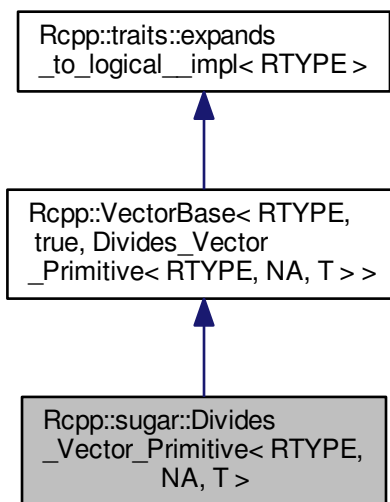 Rcpp::traits::expands
_to_logical__impl< RTYPE >
Rcpp::VectorBase< RTYPE,
true, Divides_Vector
_Primitive< RTYPE, NA, T > >
Rcpp::sugar::Divides
_Vector_Primitive< RTYPE,
NA, T >